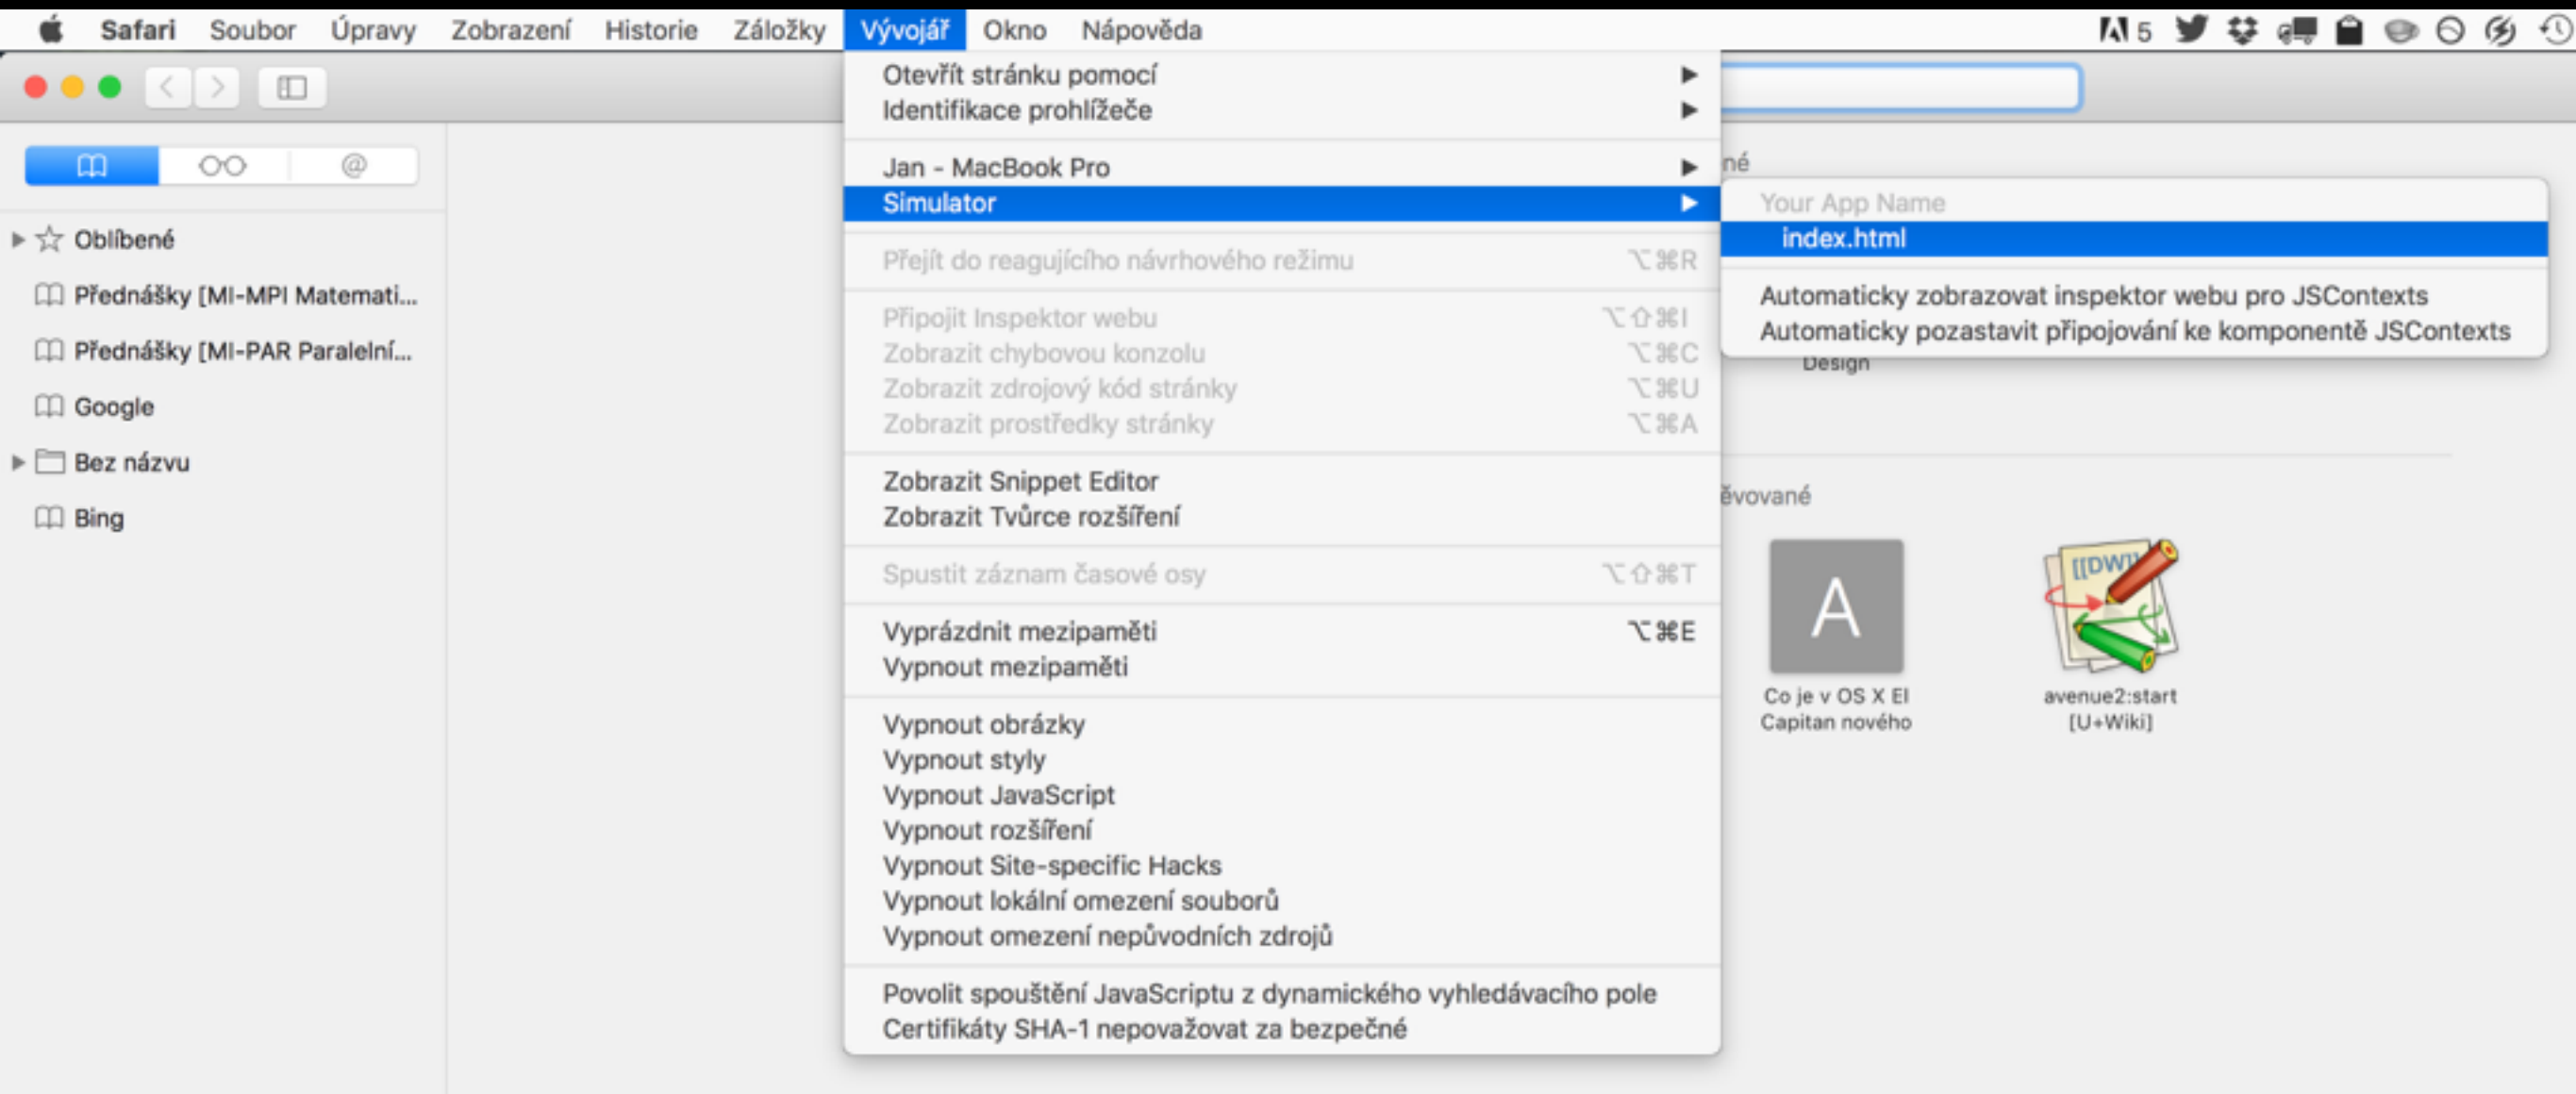 Safari Soubor Úpravy Zobrazení Historie Záložky Vývojář Okno Nápověda 5
@
Oblíbené
Přednášky [MI-MPI Matemati...
Přednášky [MI-PAR Paralelní...
Google
Bez názvu
Bing
Otevřít stránku pomocí
Identifikace prohlížeče
Jan - MacBook Pro
Simulator
Přejít do reagujícího návrhového režimu ⌥⌘R
Připojit Inspektor webu ⌥⇧⌘I
Zobrazit chybovou konzolu ⌥⌘C
Zobrazit zdrojový kód stránky ⌥⌘U
Zobrazit prostředky stránky ⌥⌘A
Zobrazit Snippet Editor
Zobrazit Tvůrce rozšíření
Spustit záznam časové osy ⌥⇧⌘T
Vyprázdnit mezipaměti ⌥⌘E
Vypnout mezipaměti
Vypnout obrázky
Vypnout styly
Vypnout JavaScript
Vypnout rozšíření
Vypnout Site-specific Hacks
Vypnout lokální omezení souborů
Vypnout omezení nepůvodních zdrojů
Povolit spouštění JavaScriptu z dynamického vyhledávacího pole
Certifikáty SHA-1 nepovažovat za bezpečné
né
Your App Name
index.html
Automaticky zobrazovat inspektor webu pro JSContexts
Automaticky pozastavit připojování ke komponentě JSContexts
Design
ěvované
A
Co je v OS X El
Capitan nového
[[DW]]
avenue2:start
[U+Wiki]